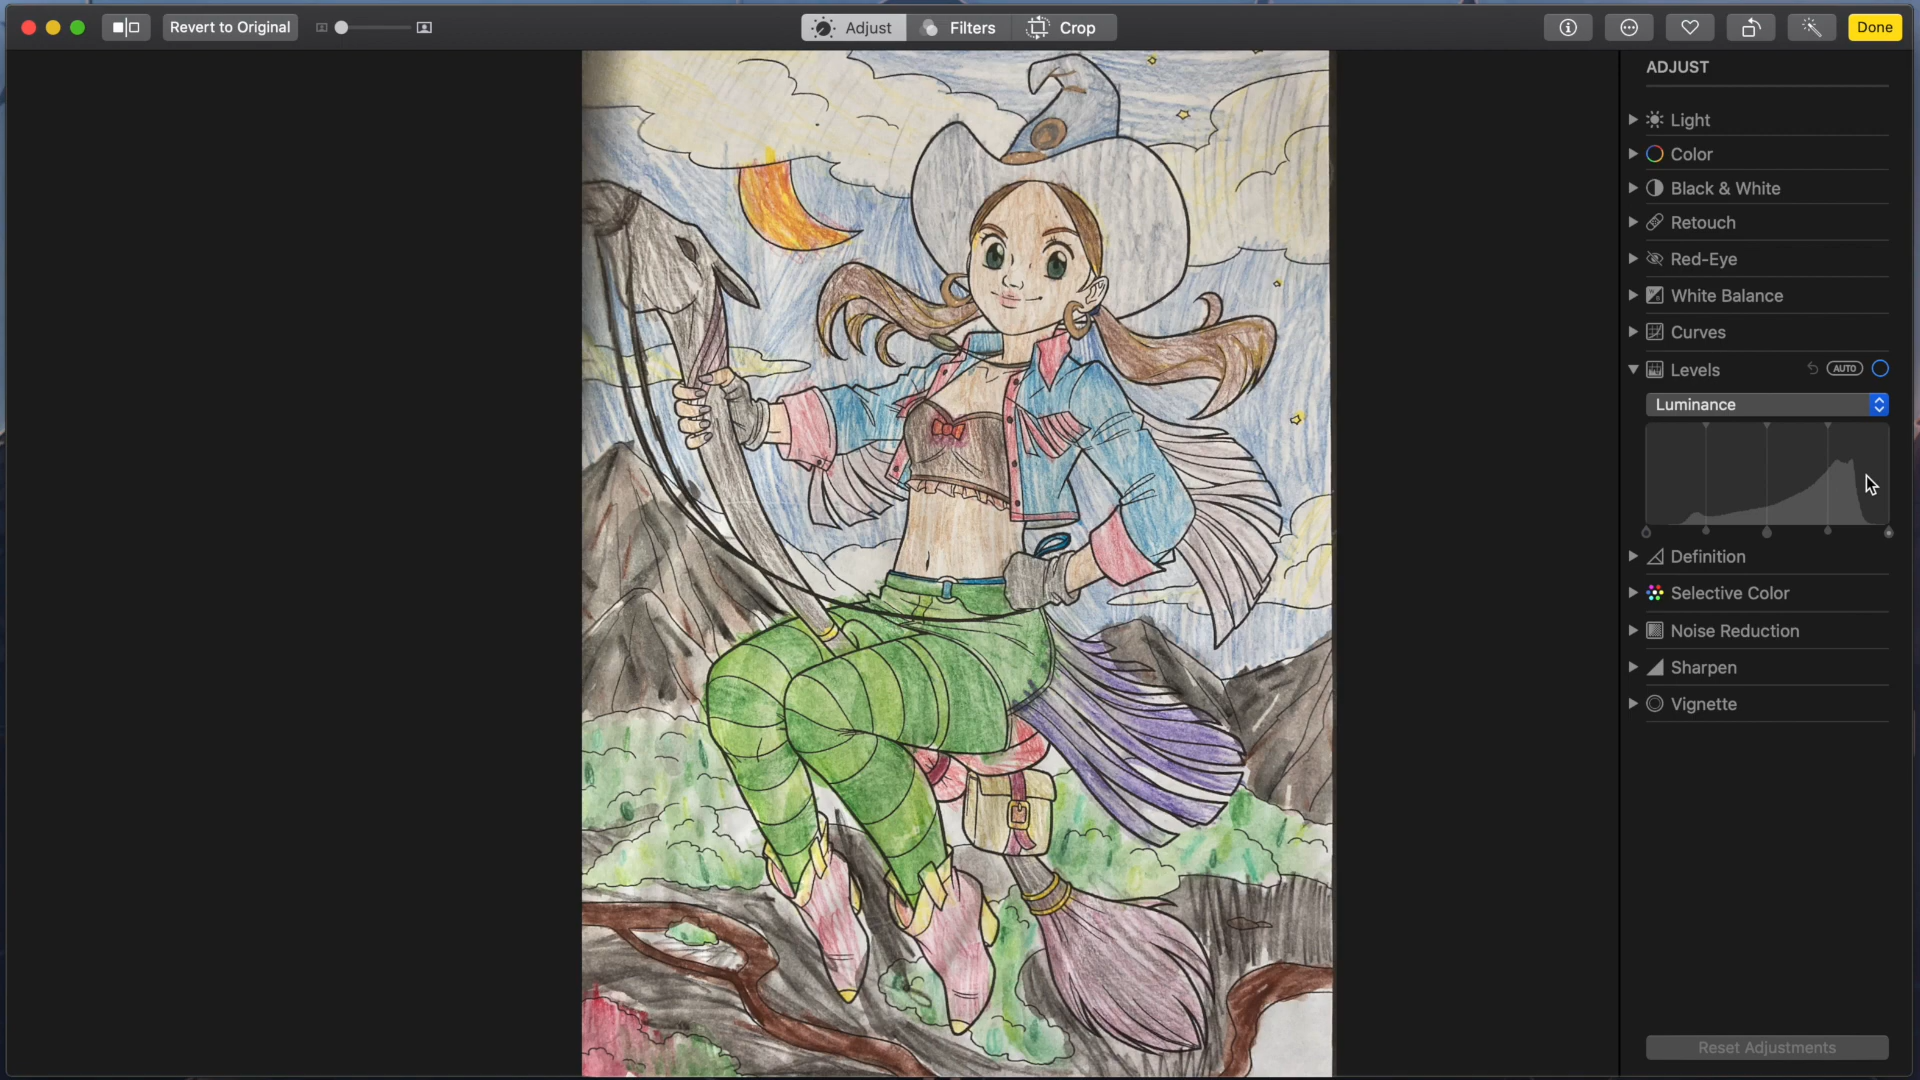 Revert to Original
Adjust
Filters
Crop
Done
ADJUST
Light
Color
Black & White
Retouch
Red-Eye
White Balance
Curves
Levels
AUTO
Luminance
Definition
Selective Color
Noise Reduction
Sharpen
Vignette
Reset Adjustments